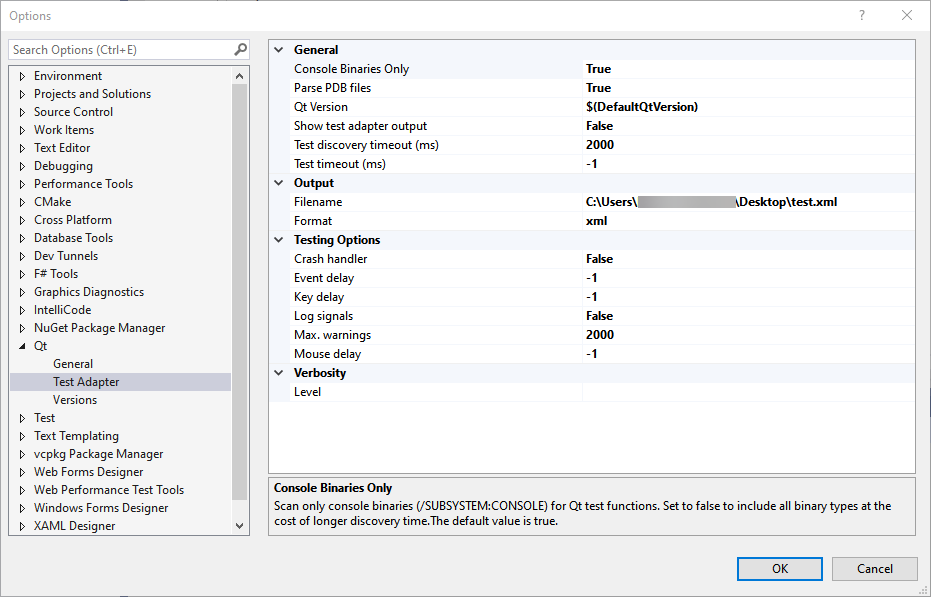 Options
?
Search Options (Ctrl+E)
Environment
Projects and Solutions
Source Control
Work Items
Text Editor
Debugging
Performance Tools
CMake
Cross Platform
Database Tools
Dev Tunnels
F# Tools
Graphics Diagnostics
IntelliCode
NuGet Package Manager
Qt
General
Test Adapter
Versions
Test
Text Templating
vcpkg Package Manager
Web Forms Designer
Web Performance Test Tools
Windows Forms Designer
XAML Designer
General
Console Binaries Only True
Parse PDB files True
Qt Version $(DefaultQtVersion)
Show test adapter output False
Test discovery timeout (ms) 2000
Test timeout (ms) -1
Output
Filename C:\Users\ \Desktop\test.xml
Format xml
Testing Options
Crash handler False
Event delay -1
Key delay -1
Log signals False
Max. warnings 2000
Mouse delay -1
Verbosity
Level
Console Binaries Only
Scan only console binaries (/SUBSYSTEM:CONSOLE) for Qt test functions. Set to false to include all binary types at the
cost of longer discovery time.The default value is true.
OK Cancel